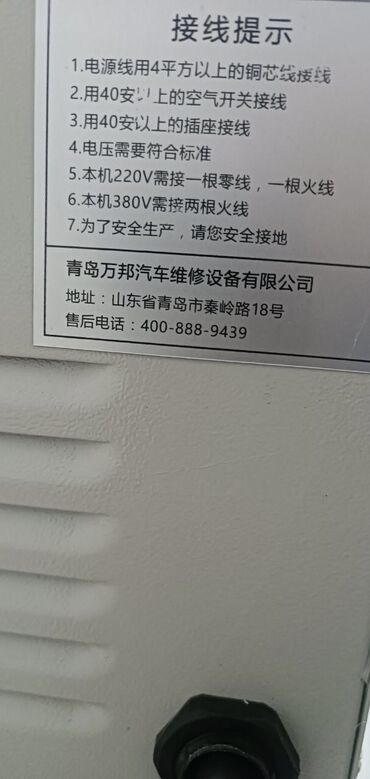 接线提示
1.电源线用4平方以上的铜芯线接线
2.用40安以上的空气开关接线
3.用40安以上的插座接线
4.电压需要符合标准
5.本机220V需接一根零线，一根火线
6.本机380V需接两根火线
7.为了安全生产，请您安全接地
青岛万邦汽车维修设备有限公司
地址：山东省青岛市秦岭路18号
售后电话：400-888-9439